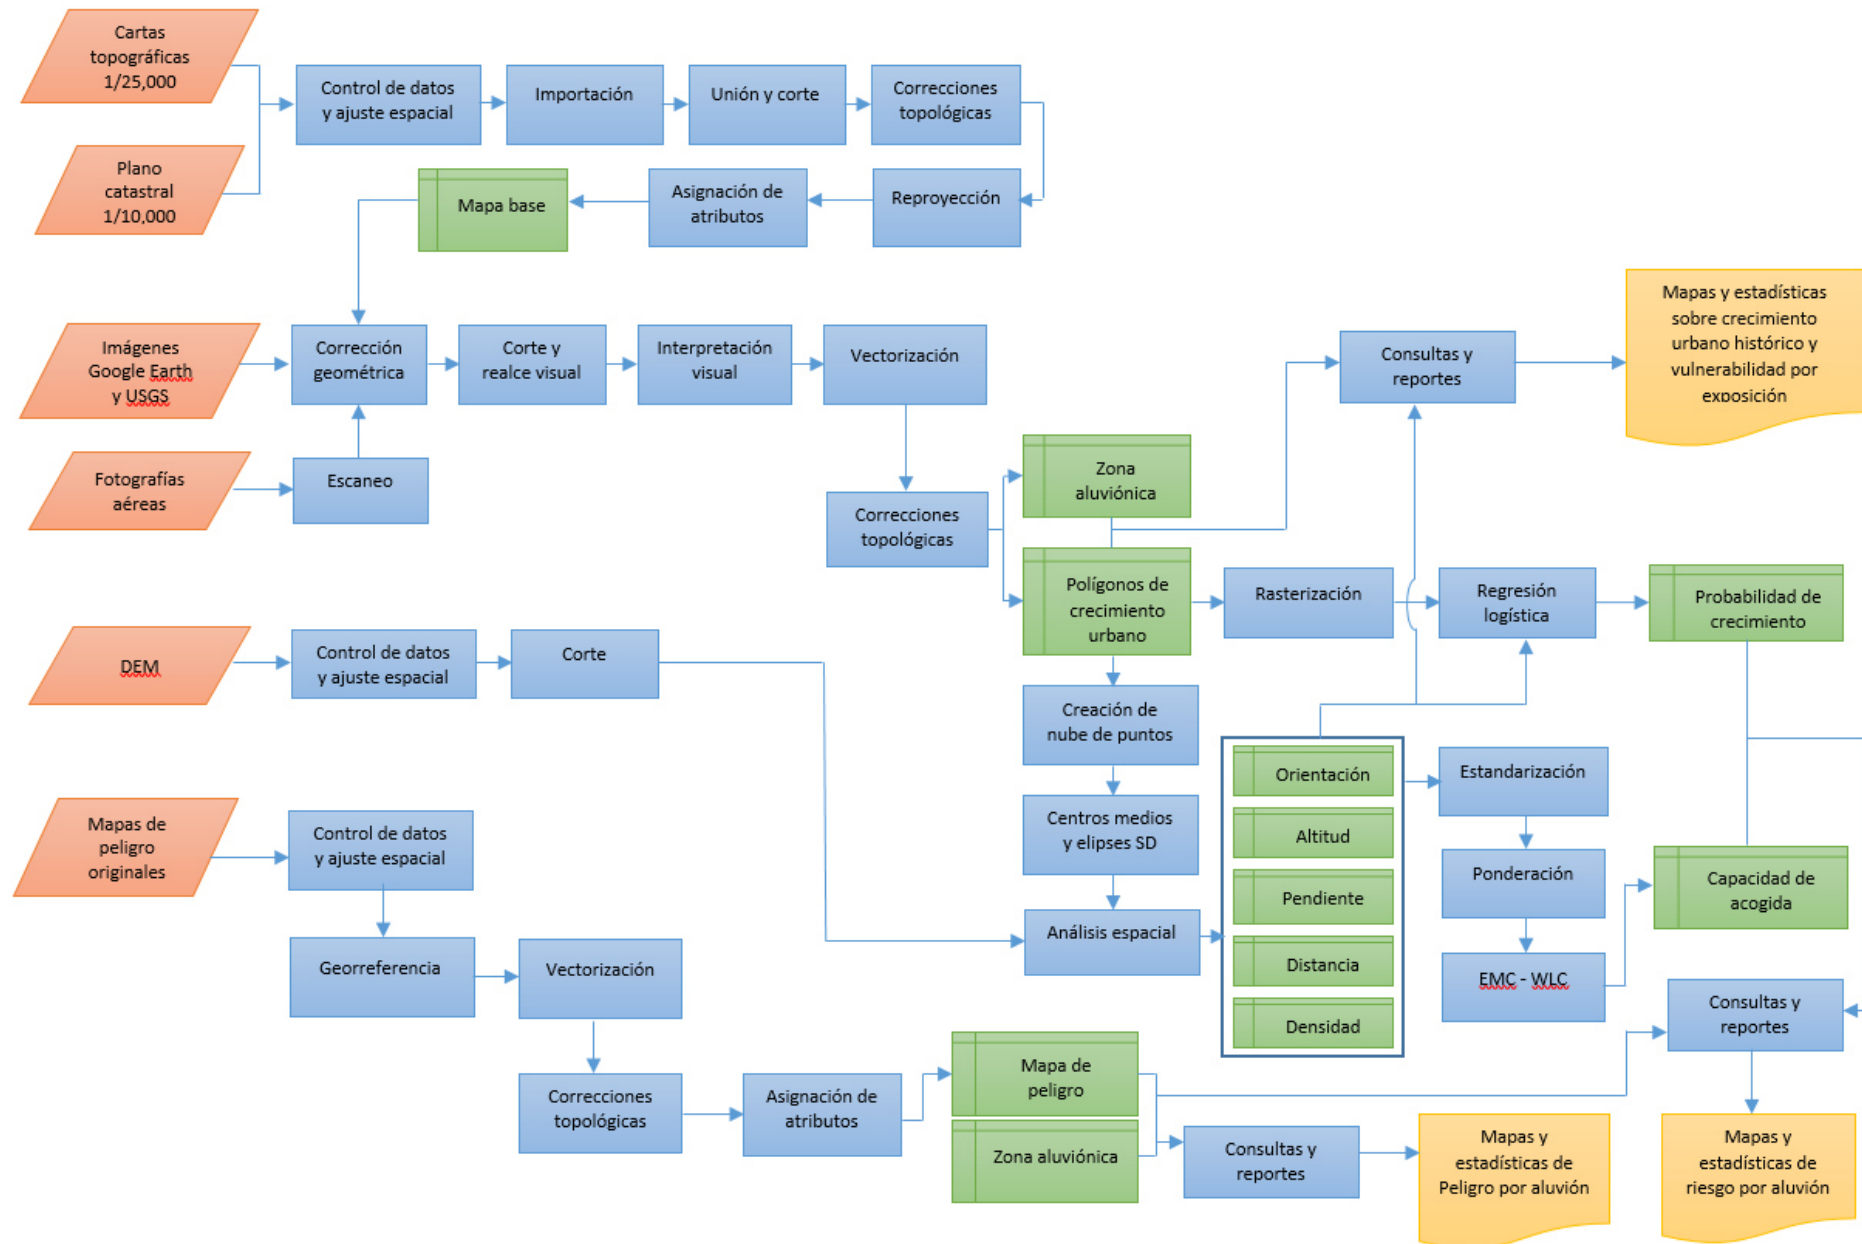 Cartas
topográficas
1/25,000
Control de datos
y ajuste espacial
Importación
Unión y corte
Correcciones
topológicas
Plano
catastral
1/10,000
Mapa base
Asignación de
atributos
Reproyección
Imágenes
Google Earth
y USGS
Corrección
geométrica
Corte y
realce visual
Interpretación
visual
Vectorización
Consultas y
reportes
Mapas y estadísticas
sobre crecimiento
urbano histórico y
vulnerabilidad por
exposición
Fotografías
aéreas
Escaneo
Correcciones
topológicas
Zona
aluviónica
Polígonos de
crecimiento
urbano
Rasterización
Regresión
logística
Probabilidad de
crecimiento
DEM
Control de datos
y ajuste espacial
Corte
Creación de
nube de puntos
Centros medios
y elipses SD
Análisis espacial
Orientación
Altitud
Pendiente
Distancia
Densidad
Estandarización
Ponderación
EMC - WLC
Capacidad de
acogida
Mapas de
peligro
originales
Control de datos
y ajuste espacial
Georreferencia
Vectorización
Correcciones
topológicas
Asignación de
atributos
Mapa de
peligro
Zona aluviónica
Consultas y
reportes
Mapas y
estadísticas de
Peligro por aluvión
Consultas y
reportes
Mapas y
estadísticas de
riesgo por aluvión